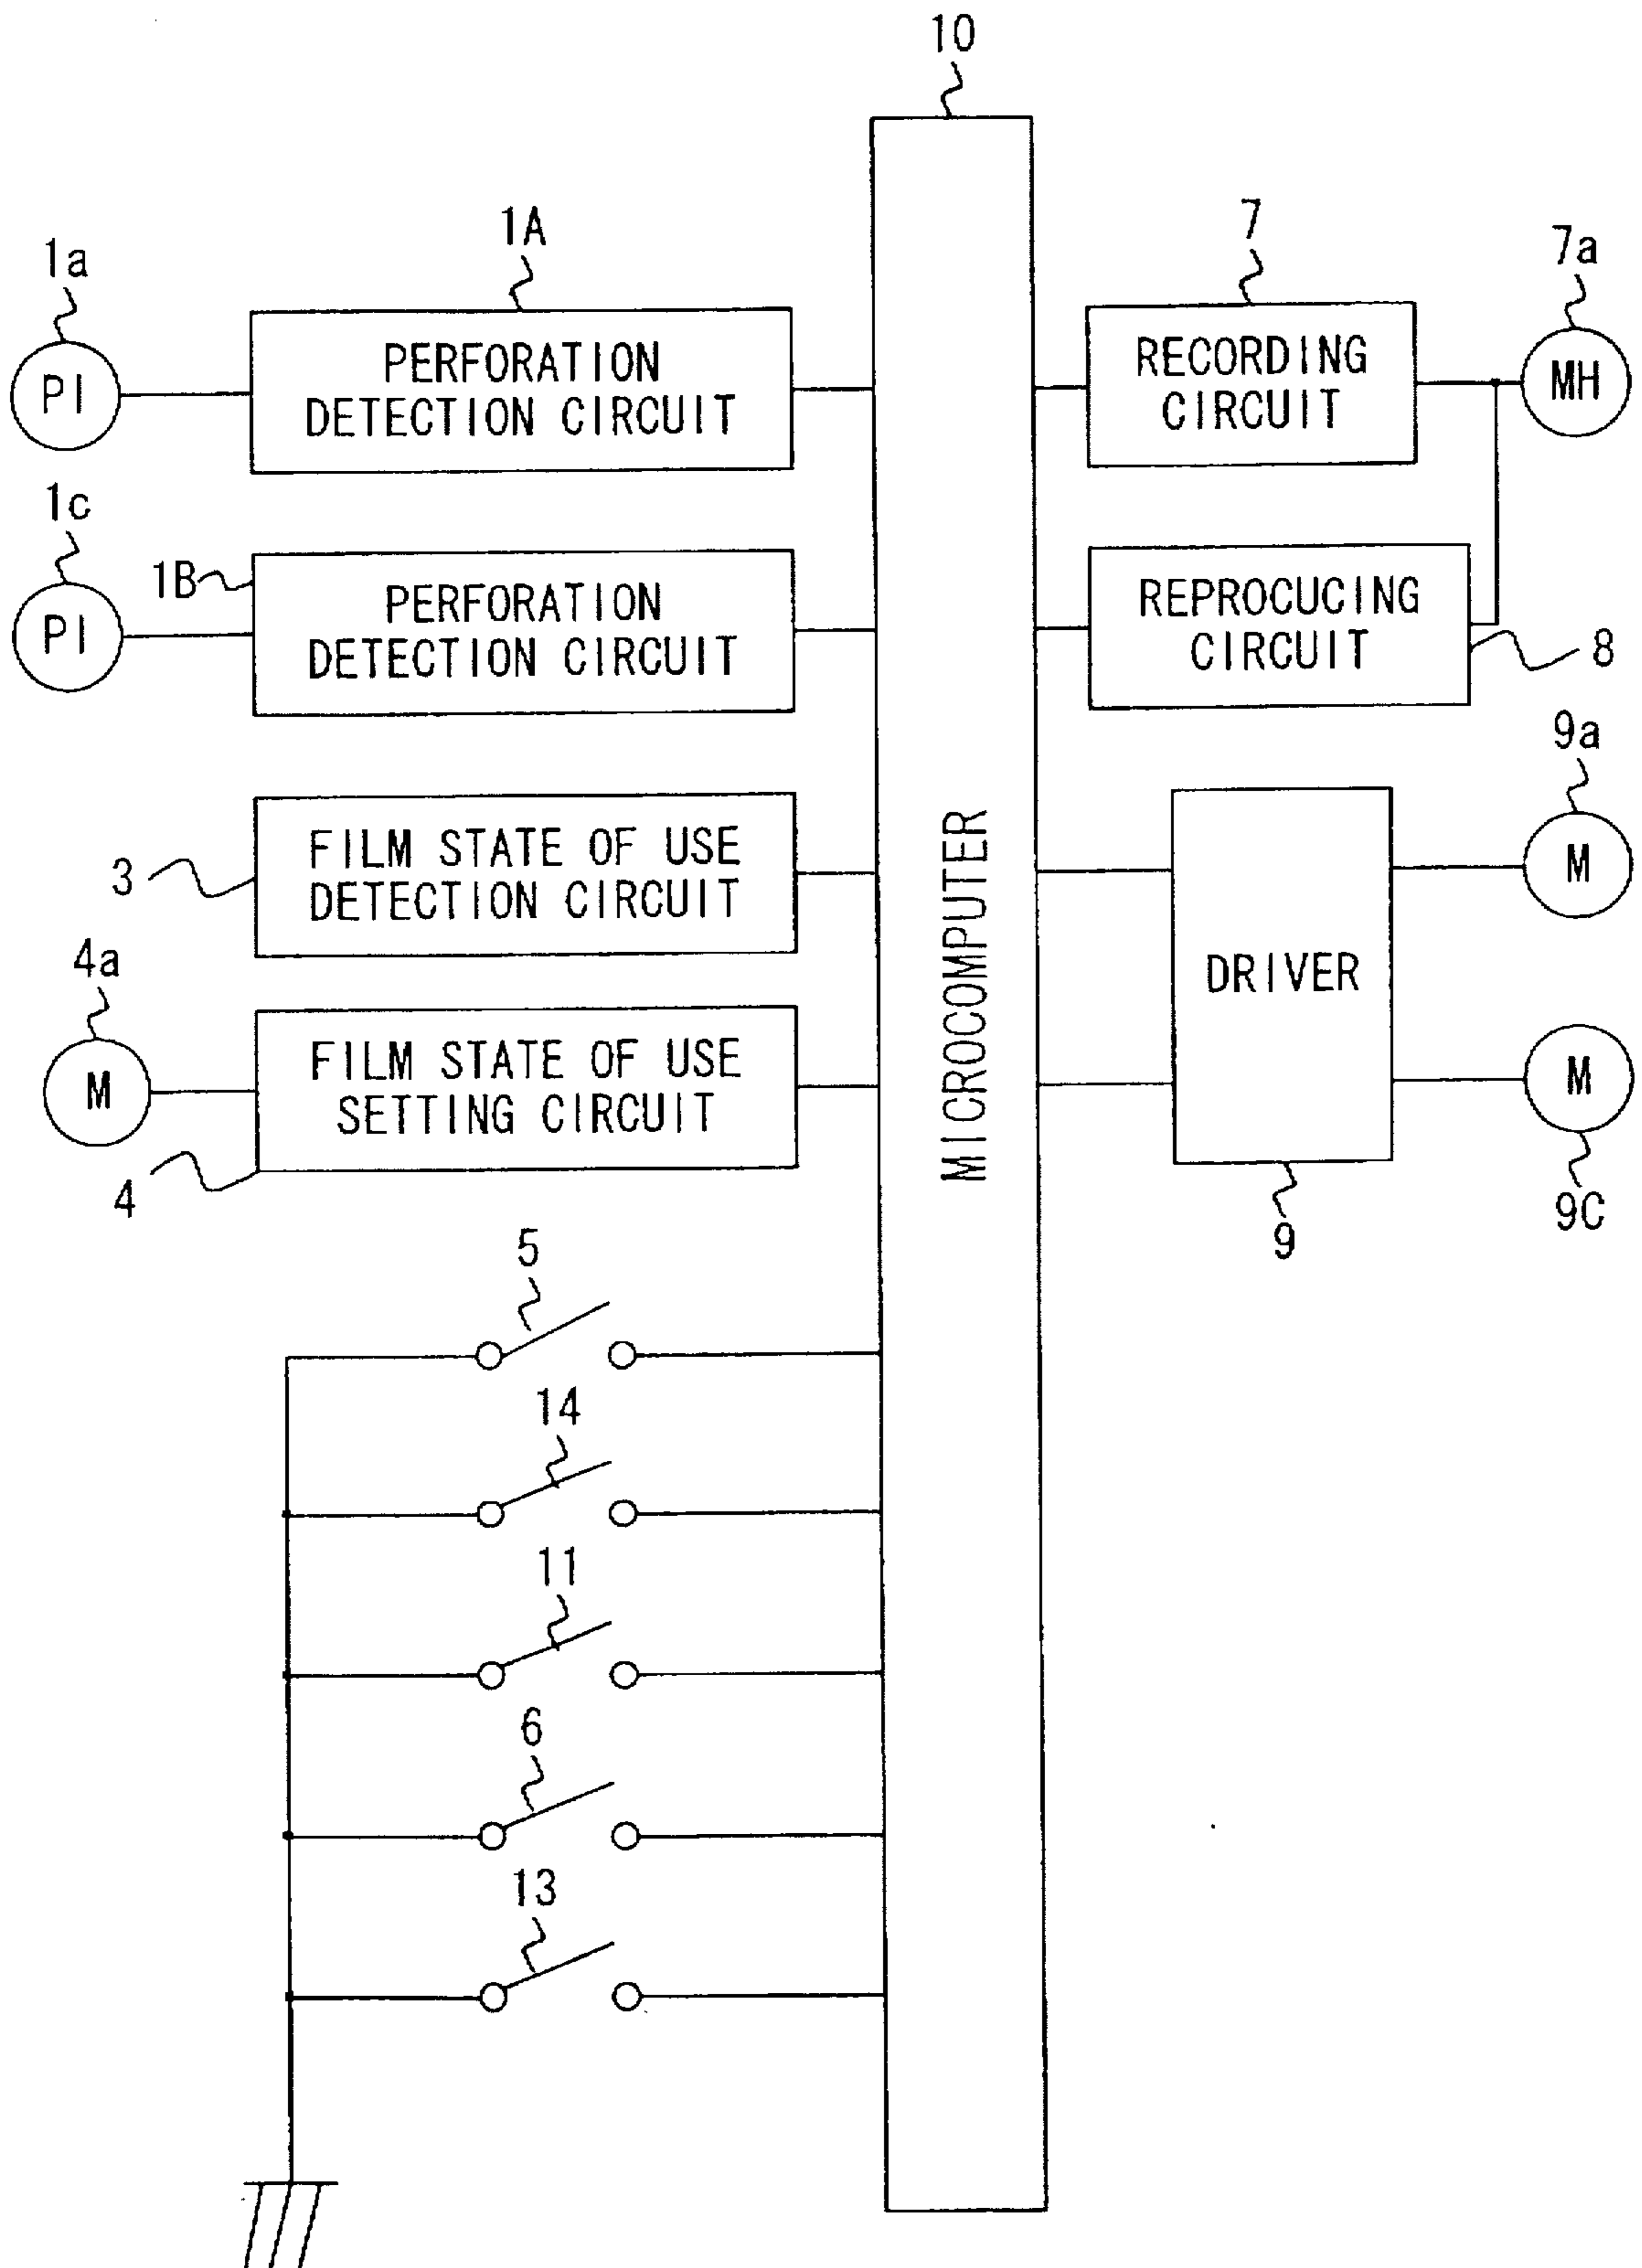 10
1A
7
7a
1a
PERFORATION
DETECTION CIRCUIT
RECORDING
CIRCUIT
PI
MH
1c
1B
PERFORATION
DETECTION CIRCUIT
REPROCUCING
CIRCUIT
PI
8
9a
FILM STATE OF USE
DETECTION CIRCUIT
3
M
MICROCOMPUTER
DRIVER
4a
FILM STATE OF USE
SETTING CIRCUIT
M
M
4
9
9C
5
14
11
6
13